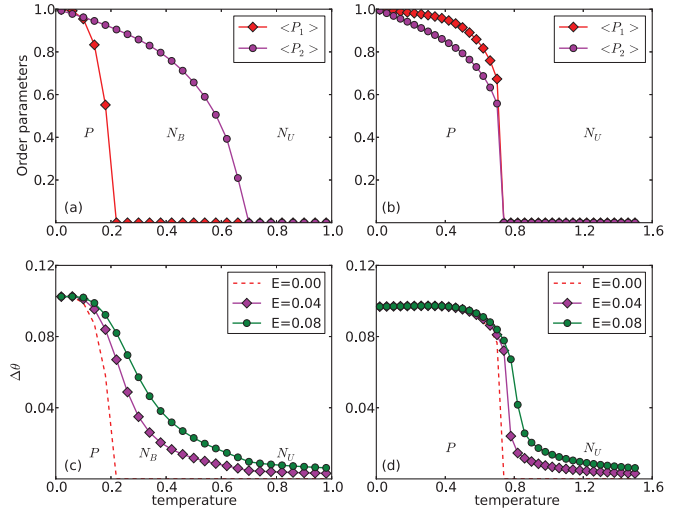 1.0
0.8
0.6
0.4
0.2
Order parameters
<P1>
<P2>
P
NB
NU
(a)
0.0 0.2 0.4 0.6 0.8 1.0
1.0
0.8
0.6
0.4
0.2
<P1>
<P2>
P
NU
(b)
0.0 0.4 0.8 1.2 1.6
0.12
0.08
0.04
Δθ
E=0.00
E=0.04
E=0.08
P
NB
NU
(c)
0.0 0.2 0.4 0.6 0.8 1.0
temperature
0.12
0.08
0.04
E=0.00
E=0.04
E=0.08
P
NU
(d)
0.0 0.4 0.8 1.2 1.6
temperature